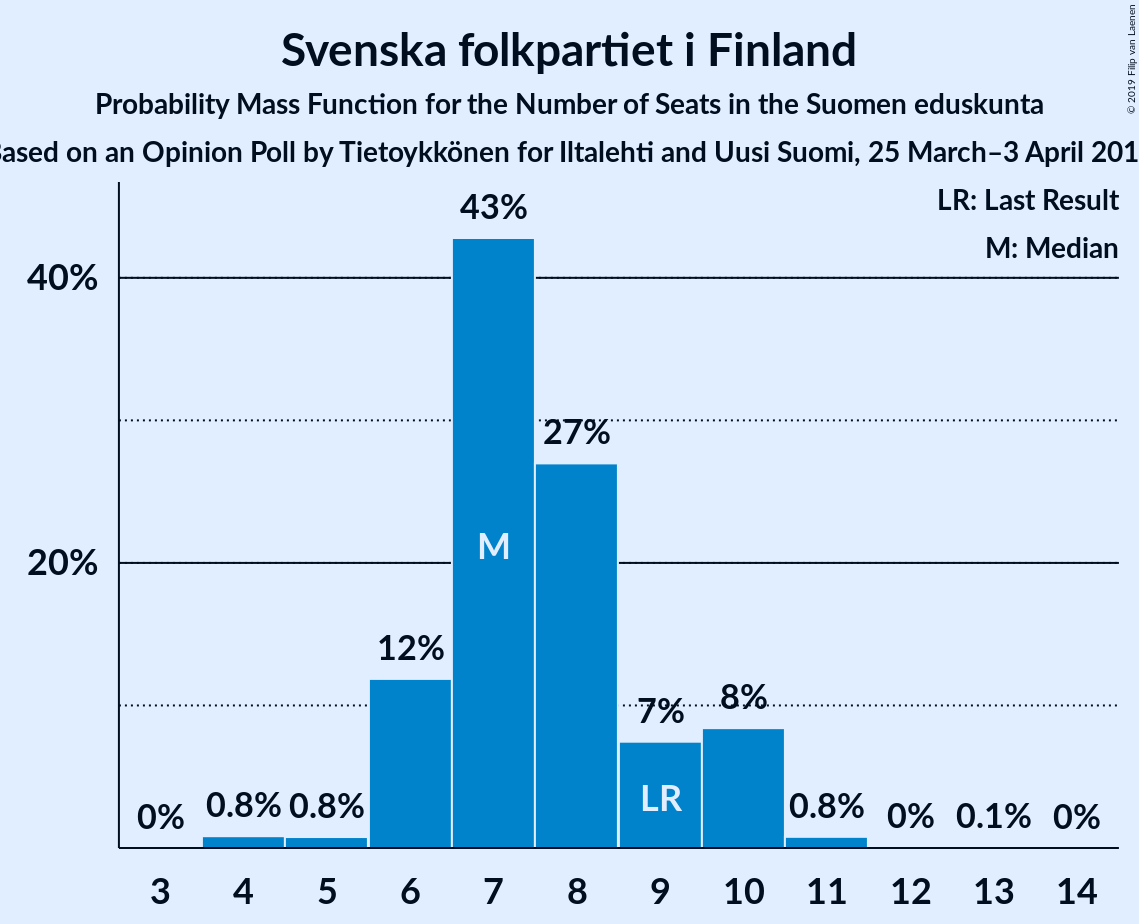 Svenska folkpartiet i Finland
Probability Mass Function for the Number of Seats in the Suomen eduskunta
ased on an Opinion Poll by Tietoykkönen for Iltalehti and Uusi Suomi, 25 March–3 April 201
© 2019 Filip van Laenen
LR: Last Result
M: Median
43%
40%
27%
M
20%
12%
7%
8%
LR
0%
0.8%
0.8%
0.8%
0%
0.1%
0%
3 4 5 6 7 8 9 10 11 12 13 14